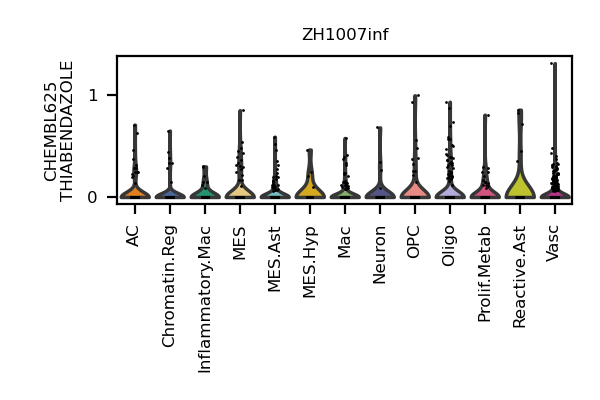 ZH1007inf
CHEMBL625
THIABENDAZOLE
1
0
AC
Chromatin.Reg
Inflammatory.Mac
MES
MES.Ast
MES.Hyp
Mac
Neuron
OPC
Oligo
Prolif.Metab
Reactive.Ast
Vasc